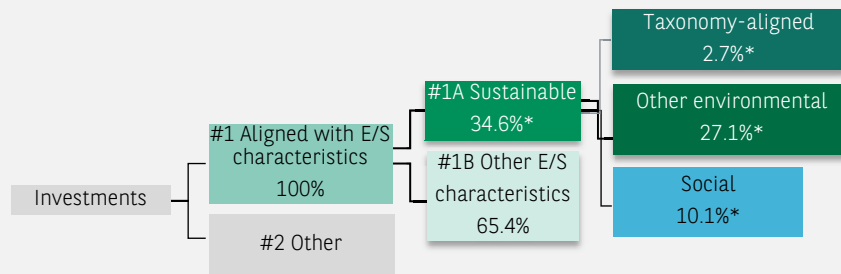 Investments
#1 Aligned with E/S
characteristics
100%
#2 Other
#1A Sustainable
34.6%*
#1B Other E/S
characteristics
65.4%
Taxonomy-aligned
2.7%*
Other environmental
27.1%*
Social
10.1%*